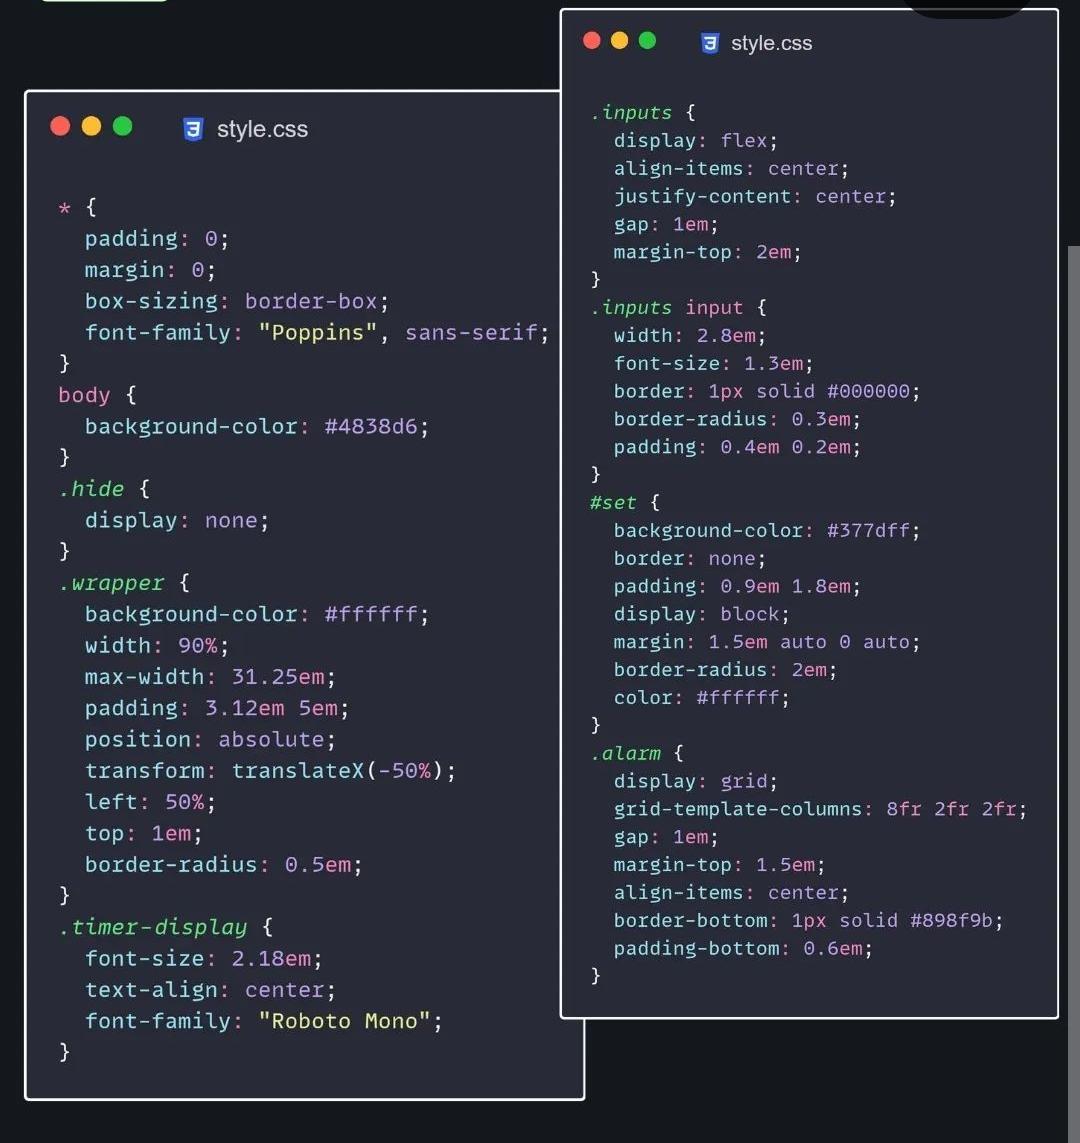 style.css
* {
  padding: 0;
  margin: 0;
  box-sizing: border-box;
  font-family: "Poppins", sans-serif;
}
body {
  background-color: #4838d6;
}
.hide {
  display: none;
}
.wrapper {
  background-color: #ffffff;
  width: 90%;
  max-width: 31.25em;
  padding: 3.12em 5em;
  position: absolute;
  transform: translateX(-50%);
  left: 50%;
  top: 1em;
  border-radius: 0.5em;
}
.timer-display {
  font-size: 2.18em;
  text-align: center;
  font-family: "Roboto Mono";
}
style.css
.inputs {
  display: flex;
  align-items: center;
  justify-content: center;
  gap: 1em;
  margin-top: 2em;
}
.inputs input {
  width: 2.8em;
  font-size: 1.3em;
  border: 1px solid #000000;
  border-radius: 0.3em;
  padding: 0.4em 0.2em;
}
#set {
  background-color: #377dff;
  border: none;
  padding: 0.9em 1.8em;
  display: block;
  margin: 1.5em auto 0 auto;
  border-radius: 2em;
  color: #ffffff;
}
.alarm {
  display: grid;
  grid-template-columns: 8fr 2fr 2fr;
  gap: 1em;
  margin-top: 1.5em;
  align-items: center;
  border-bottom: 1px solid #898f9b;
  padding-bottom: 0.6em;
}